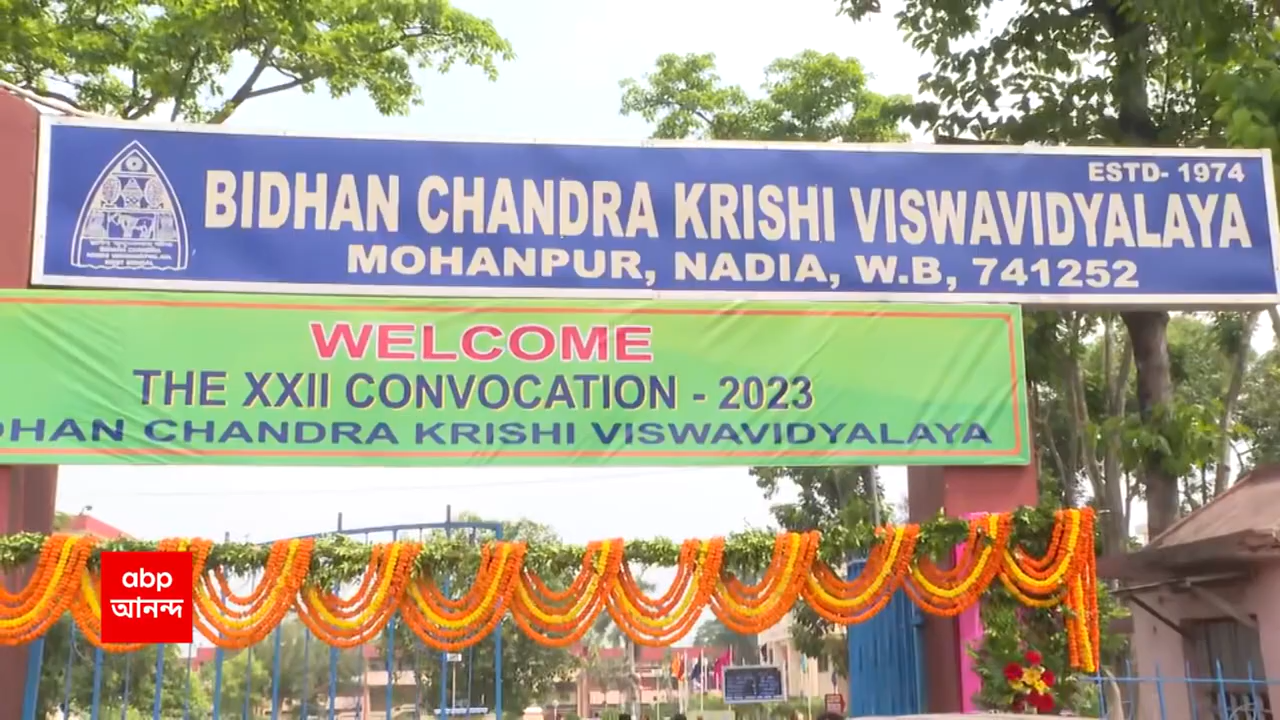 ESTD- 1974
BIDHAN CHANDRA KRISHI VISWAVIDYALAYA
MOHANPUR, NADIA, W.B, 741252
WELCOME
THE XXII CONVOCATION - 2023
DHAN CHANDRA KRISHI VISWAVIDYALAYA
abp
আনন্দ